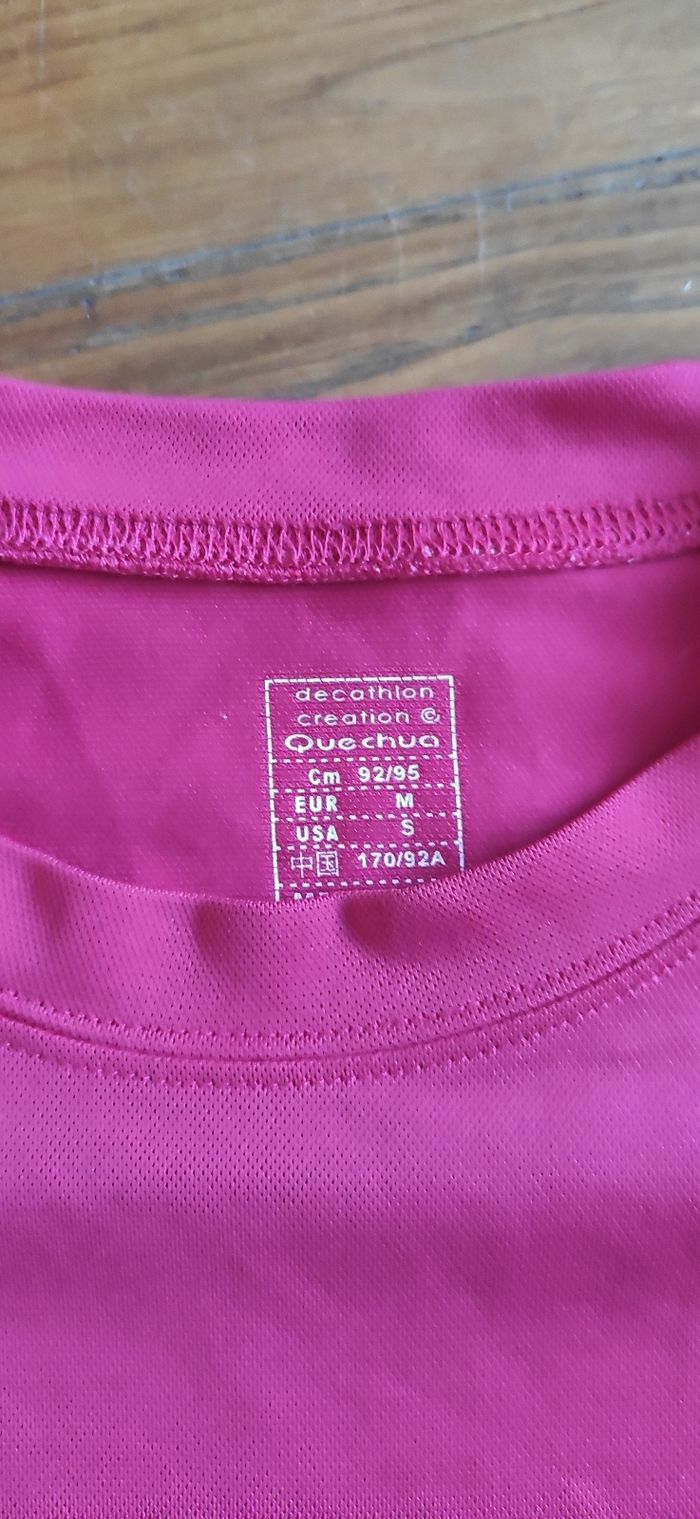 decathlon
creation ©
Quechua
Cm 92/95
EUR M
USA S
中国 170/92A